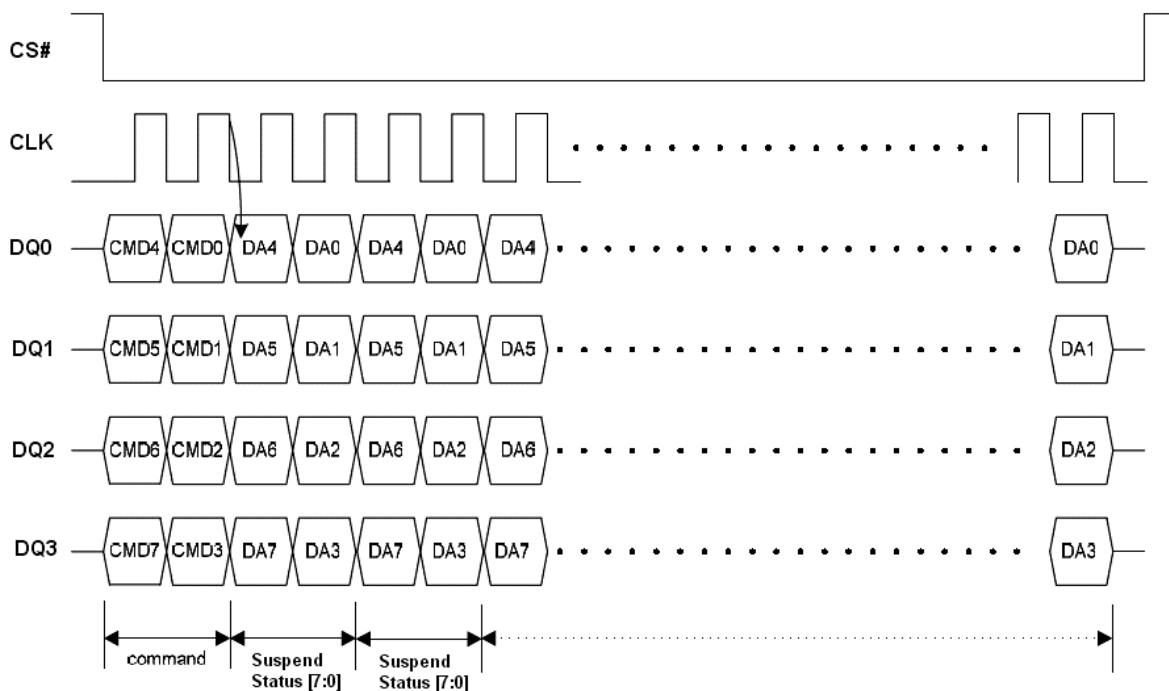 CS#
CLK
DQ0 CMD4 CMD0 DA4 DA0 DA4 DA0 DA4 DA0
DQ1 CMD5 CMD1 DA5 DA1 DA5 DA1 DA5 DA1
DQ2 CMD6 CMD2 DA6 DA2 DA6 DA2 DA6 DA2
DQ3 CMD7 CMD3 DA7 DA3 DA7 DA3 DA7 DA3
command
Suspend
Status [7:0]
Suspend
Status [7:0]